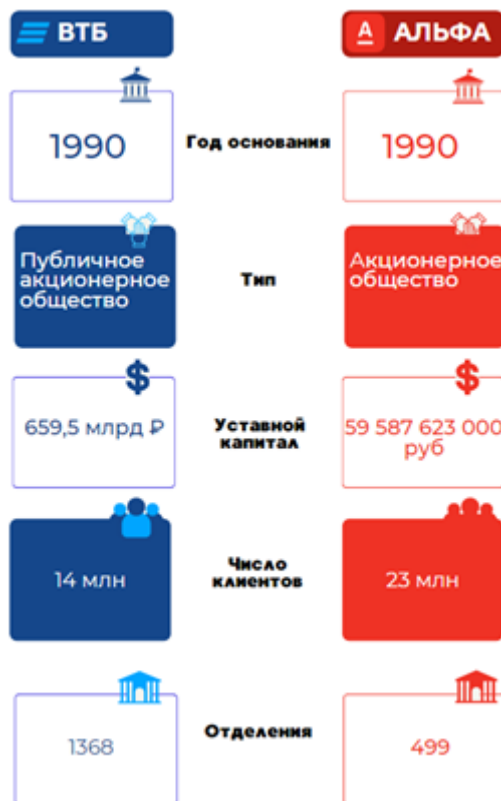 ВТБ
А АЛЬФА
1990
Год основания
1990
Публичное
акционерное
общество
Тип
Акционерное
общество
$
$
659,5 млрд ₽
Уставной
капитал
59 587 623 000
руб
14 млн
Число
клиентов
23 млн
1368
Отделения
499